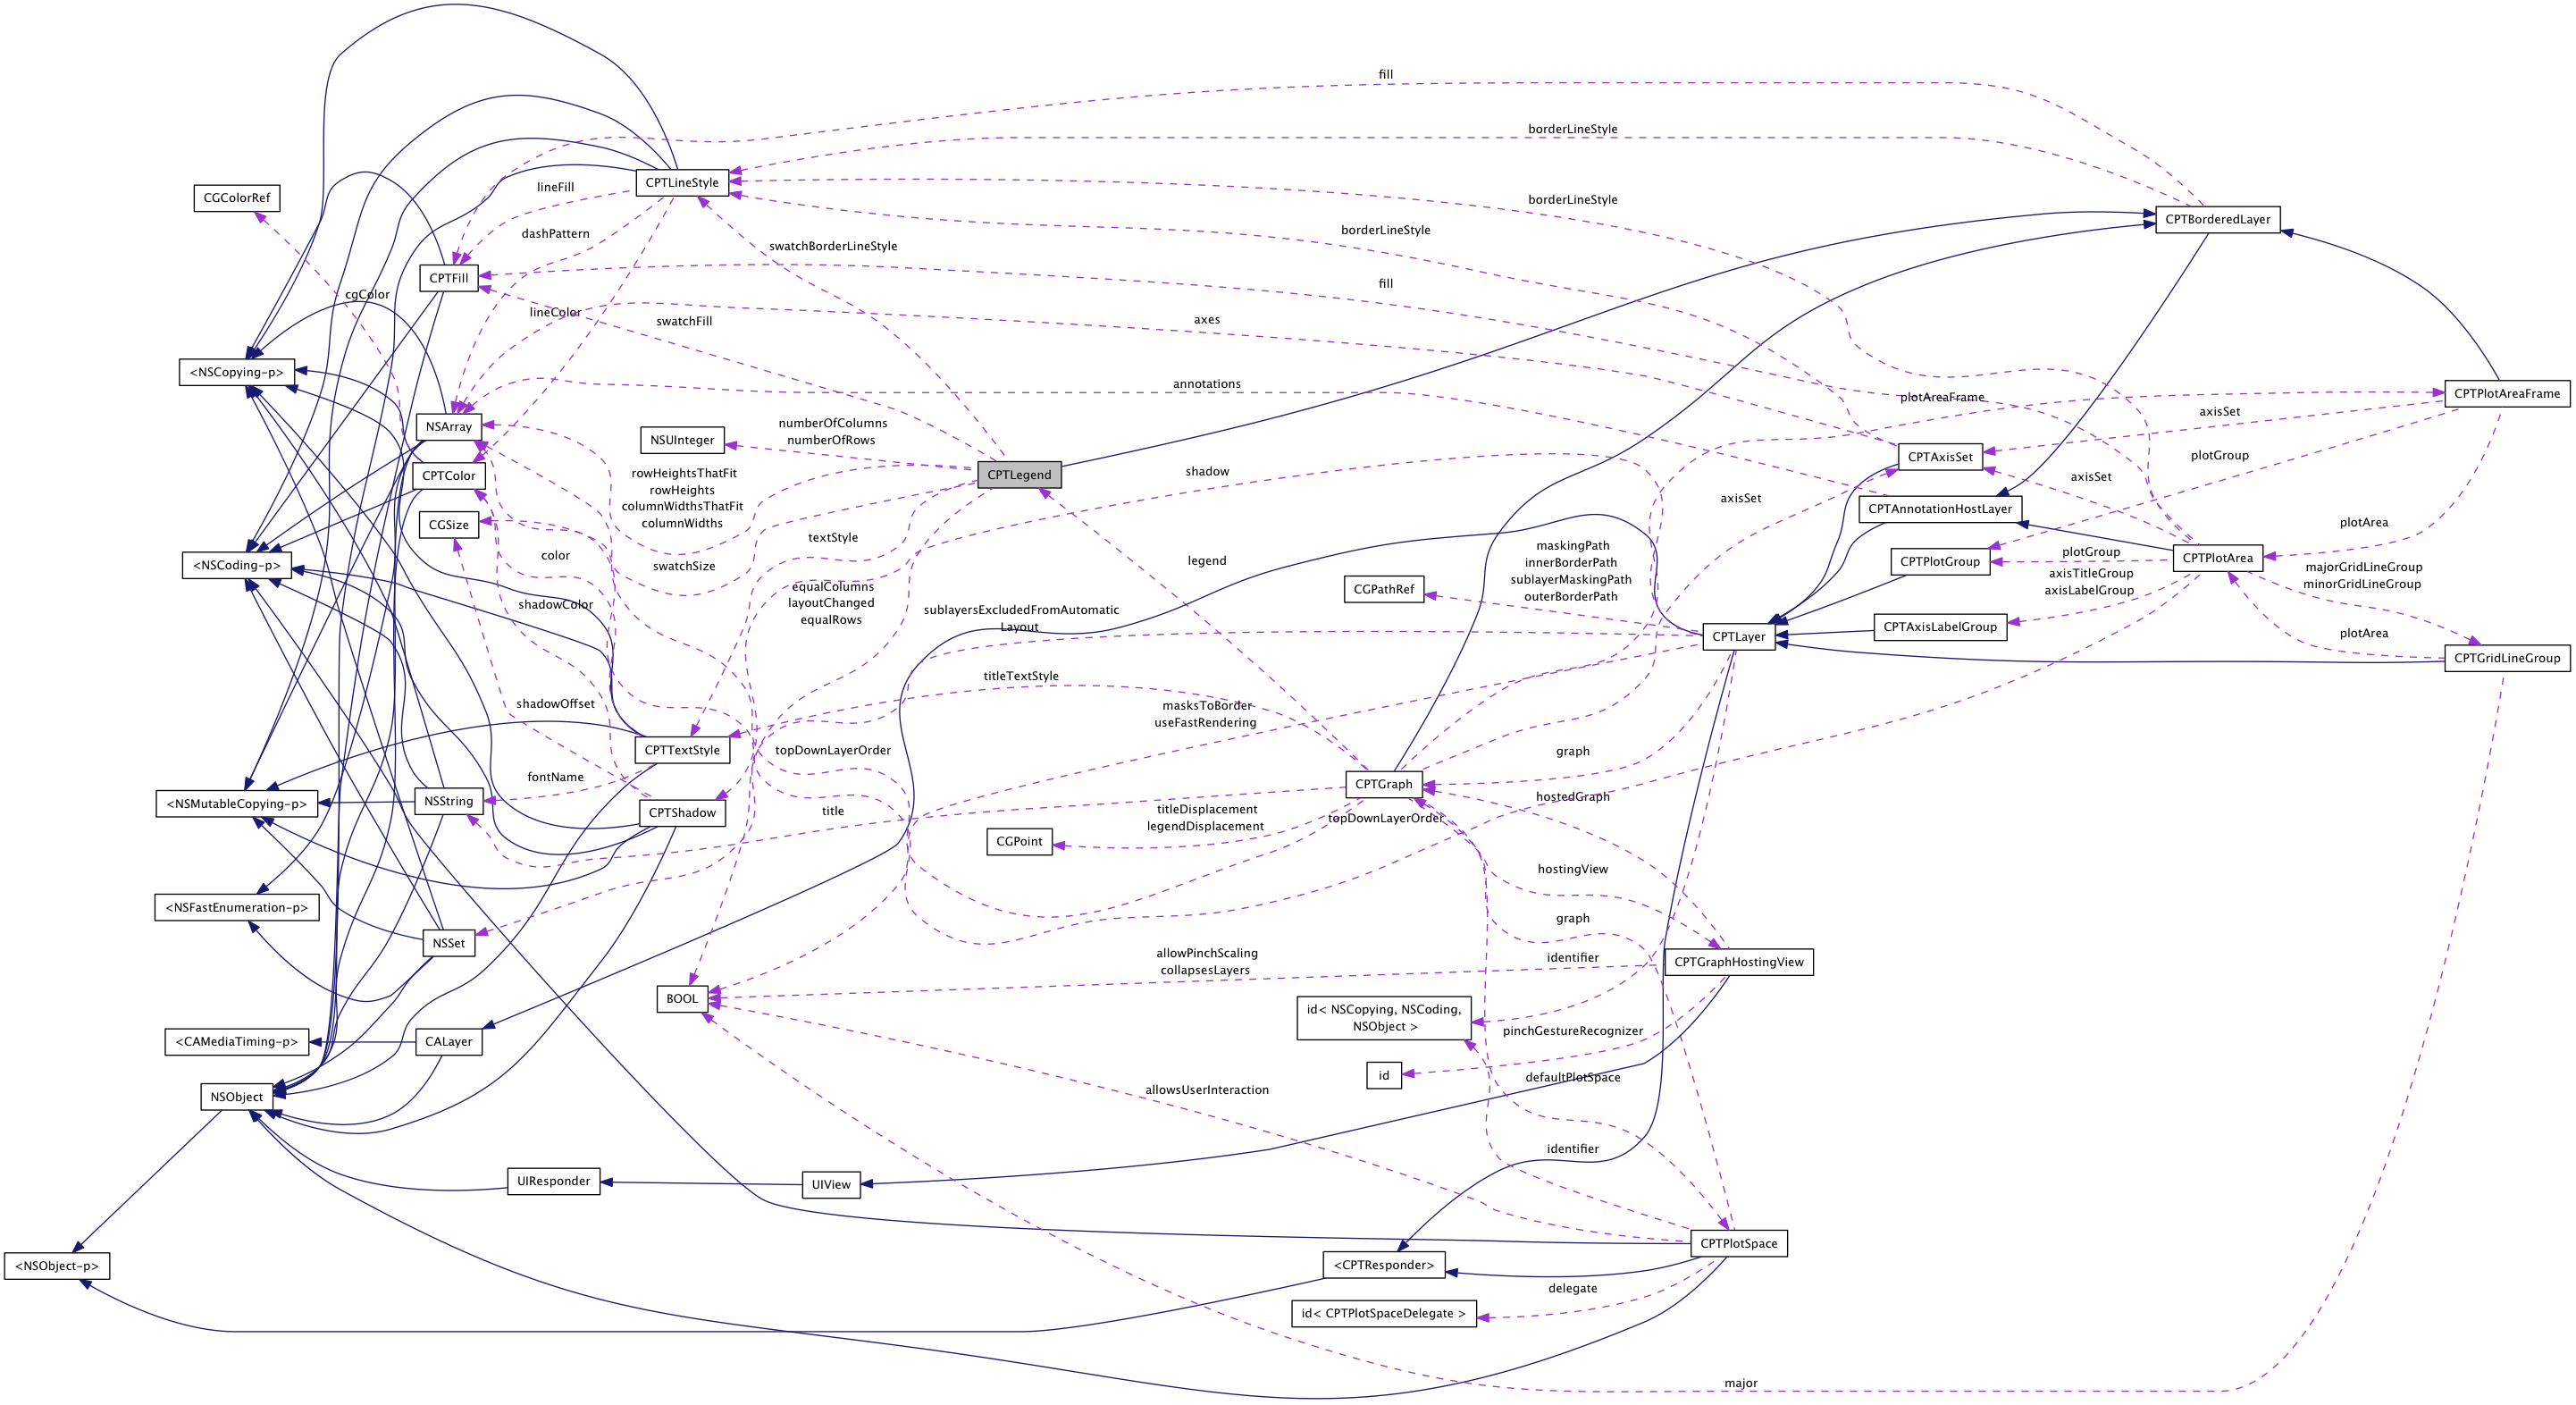 fill
borderLineStyle
CPTLineStyle
lineFill
CGColorRef
borderLineStyle
CPTBorderedLayer
dashPattern
borderLineStyle
swatchBorderLineStyle
CPTFill
fill
cgColor
lineColor
swatchFill
axes
<NSCopying-p>
annotations
CPTPlotAreaFrame
plotAreaFrame
axisSet
NSArray
numberOfColumns
numberOfRows
NSUInteger
CPTAxisSet
plotGroup
CPTColor
CPTLegend
rowHeightsThatFit
rowHeights
columnWidthsThatFit
columnWidths
shadow
axisSet
axisSet
CPTAnnotationHostLayer
CGSize
plotArea
textStyle
color
maskingPath
innerBorderPath
sublayerMaskingPath
outerBorderPath
legend
<NSCoding-p>
swatchSize
CPTPlotGroup
plotGroup
CPTPlotArea
majorGridLineGroup
minorGridLineGroup
axisTitleGroup
axisLabelGroup
CGPathRef
equalColumns
layoutChanged
equalRows
shadowColor
sublayersExcludedFromAutomatic
Layout
CPTLayer
CPTAxisLabelGroup
plotArea
CPTGridLineGroup
titleTextStyle
shadowOffset
masksToBorder
useFastRendering
CPTTextStyle
topDownLayerOrder
graph
fontName
CPTGraph
hostedGraph
<NSMutableCopying-p>
NSString
CPTShadow
title
titleDisplacement
legendDisplacement
topDownLayerOrder
CGPoint
hostingView
<NSFastEnumeration-p>
graph
NSSet
allowPinchScaling
collapsesLayers
identifier
CPTGraphHostingView
BOOL
id< NSCopying, NSCoding,
NSObject >
pinchGestureRecognizer
<CAMediaTiming-p>
CALayer
id
defaultPlotSpace
NSObject
allowsUserInteraction
identifier
UIResponder
UIView
CPTPlotSpace
<NSObject-p>
<CPTResponder>
delegate
id< CPTPlotSpaceDelegate >
major